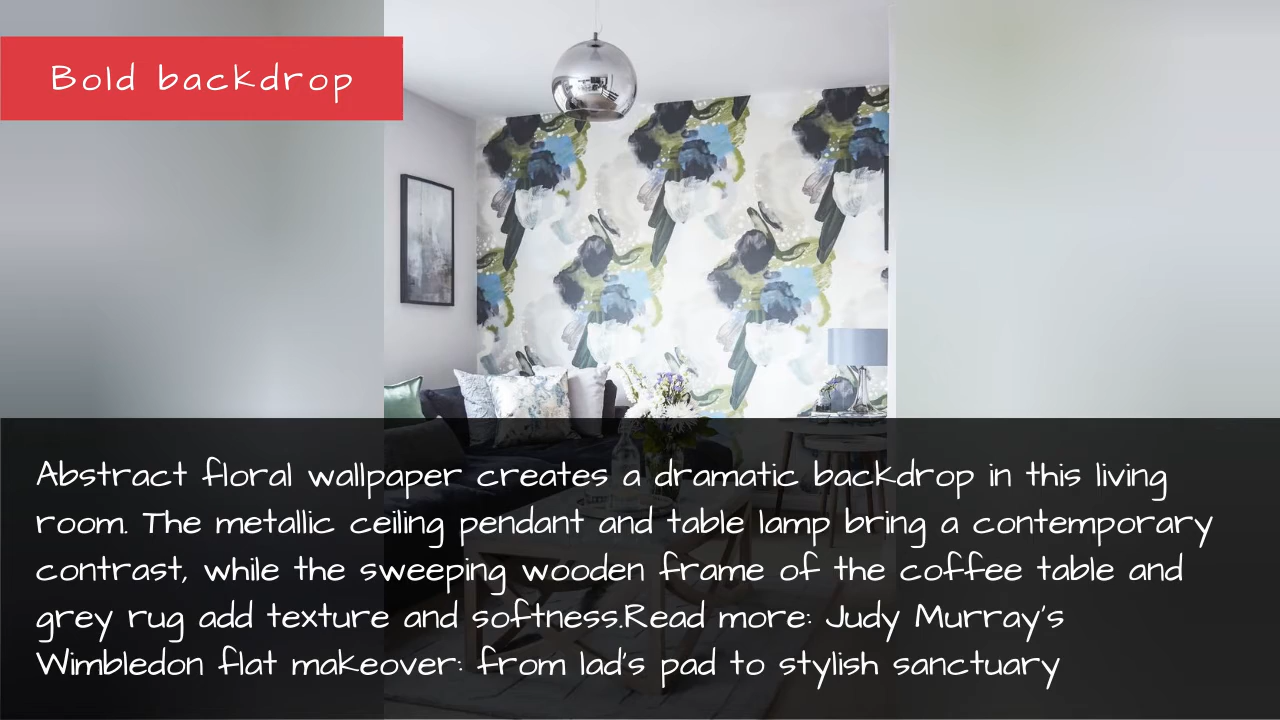 Bold backdrop
Abstract floral wallpaper creates a dramatic backdrop in this living
room. The metallic ceiling pendant and table lamp bring a contemporary
contrast, while the sweeping wooden frame of the coffee table and
grey rug add texture and softness.Read more: Judy Murray's
Wimbledon flat makeover: from lad's pad to stylish sanctuary